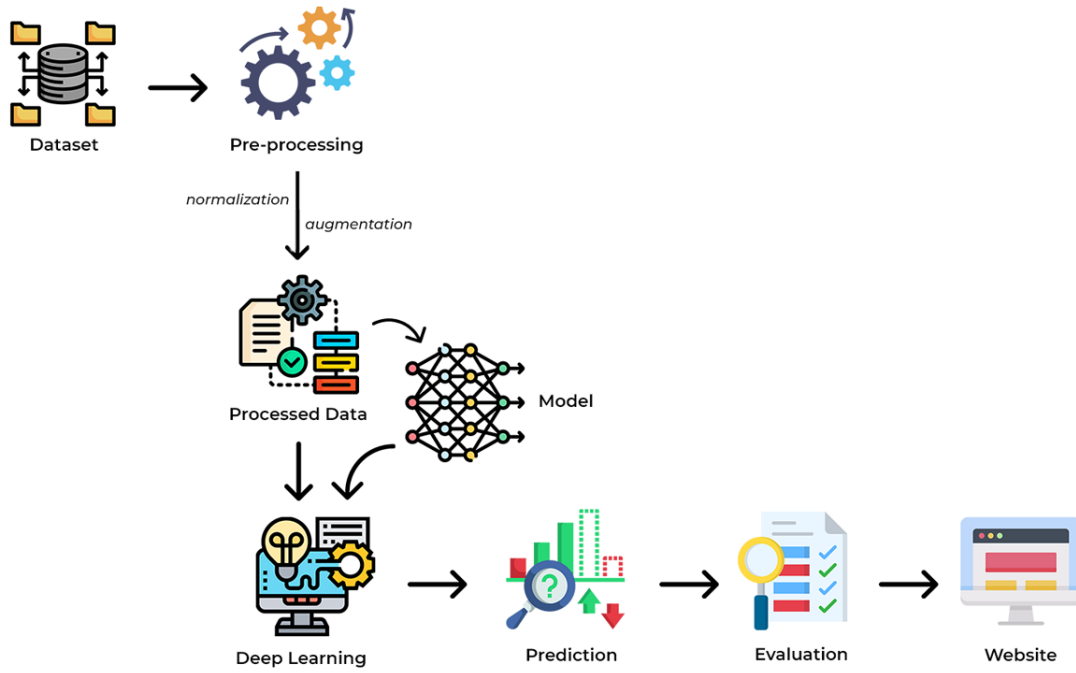 Dataset
Pre-processing
normalization
augmentation
Processed Data
Model
Deep Learning
Prediction
Evaluation
Website